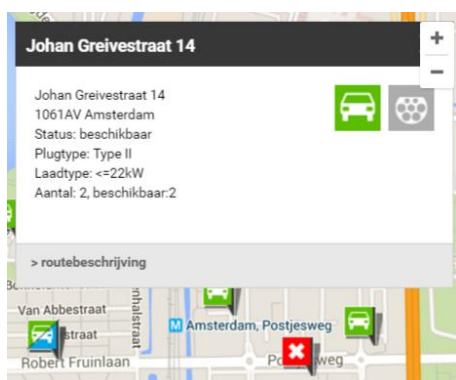 Johan Greivestraat 14
+
−
Johan Greivestraat 14
1061AV Amsterdam
Status: beschikbaar
Plugtype: Type II
Laadtype: <=22kW
Aantal: 2, beschikbaar:2
> routebeschrijving
Van Abbestraat
M Amsterdam, Postjesweg
straat
Robert Fruinlaan